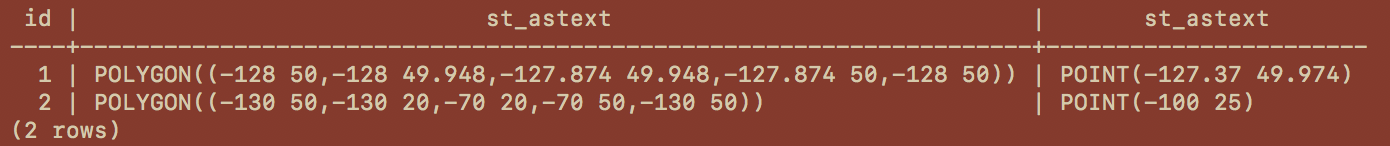 id |                              st_astext                              |       st_astext
----+---------------------------------------------------------------------+-----------------------
  1 | POLYGON((-128 50,-128 49.948,-127.874 49.948,-127.874 50,-128 50)) | POINT(-127.37 49.974)
  2 | POLYGON((-130 50,-130 20,-70 20,-70 50,-130 50))                   | POINT(-100 25)
(2 rows)